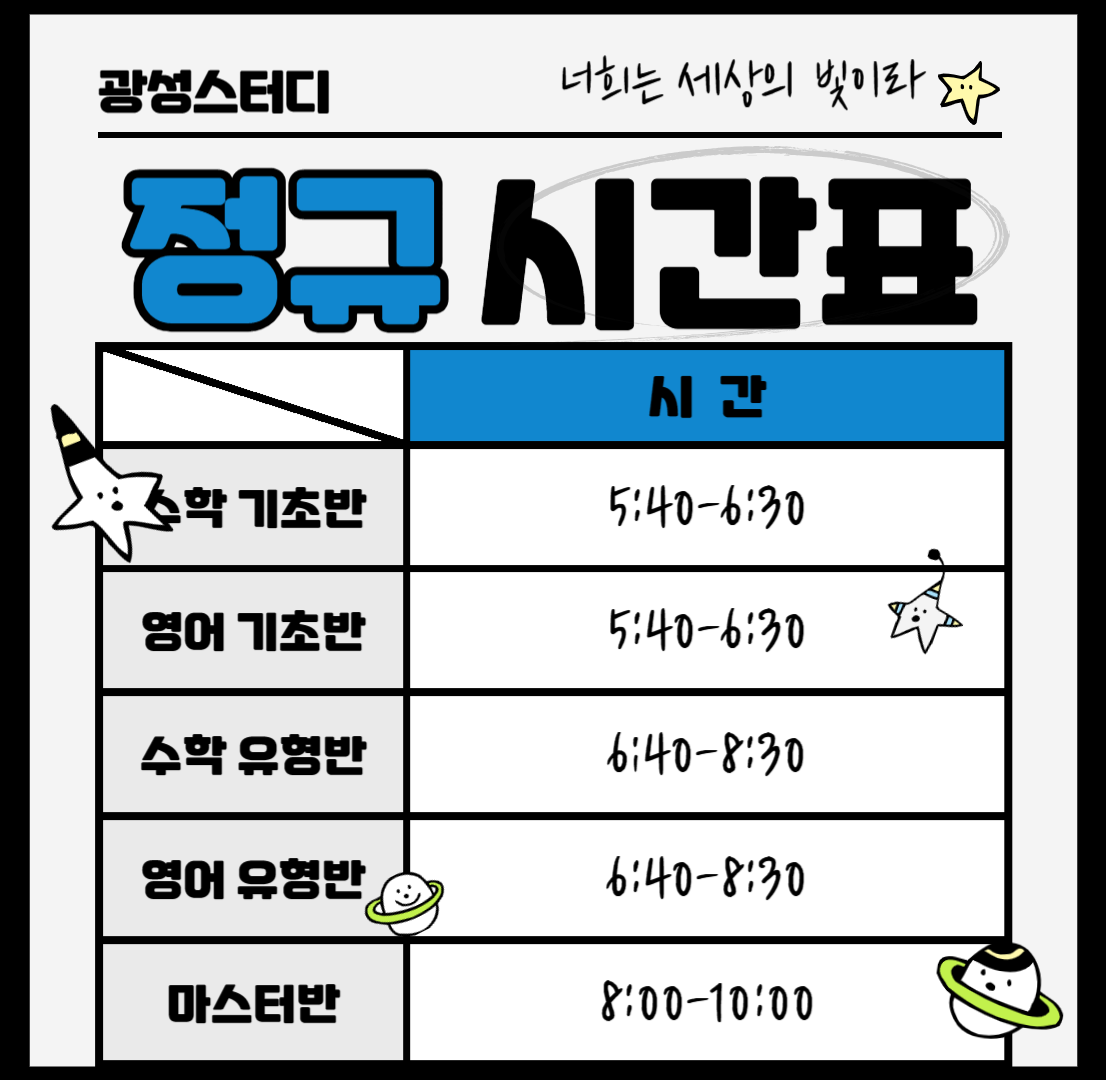 광성스터디
너희는 세상의 빛이라
정규 시간표
시 간
수학 기초반 5:40-6:30
영어 기초반 5:40-6:30
수학 유형반 6:40-8:30
영어 유형반 6:40-8:30
마스터반 8:00-10:00